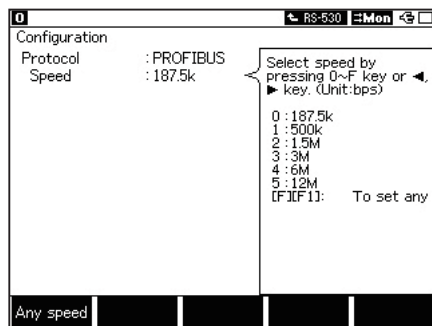 0 RS-530 Mon
Configuration
Protocol :PROFIBUS
Speed :187.5k
Select speed by
pressing 0~F key or ◀,
▶ key. (Unit:bps)
0 :187.5k
1 :500k
2 :1.5M
3 :3M
4 :6M
5 :12M
[F][F1]: To set any
Any speed